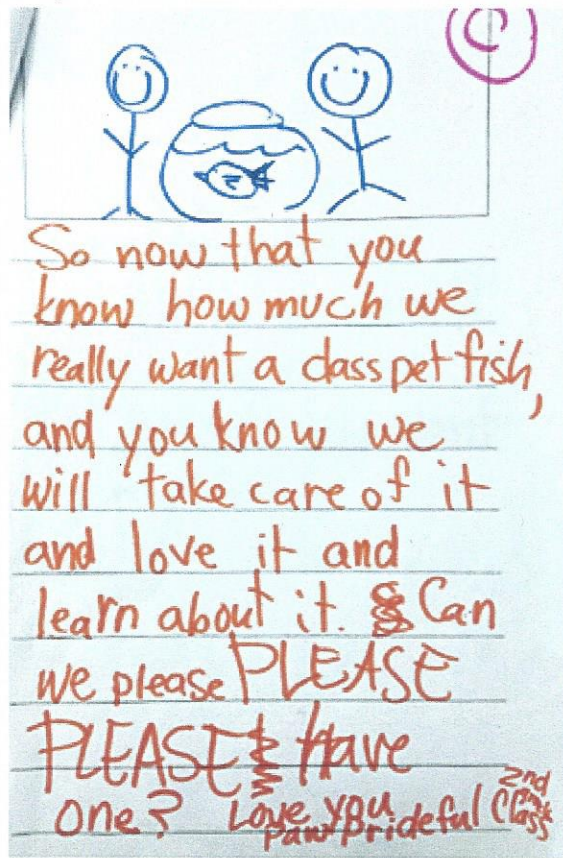 C
So now that you
know how much we
really want a class pet fish,
and you know we
will take care of it
and love it and
learn about it. Can
we please PLEASE
PLEASE Have
one? Love you
Paw Prideful 2nd
Class